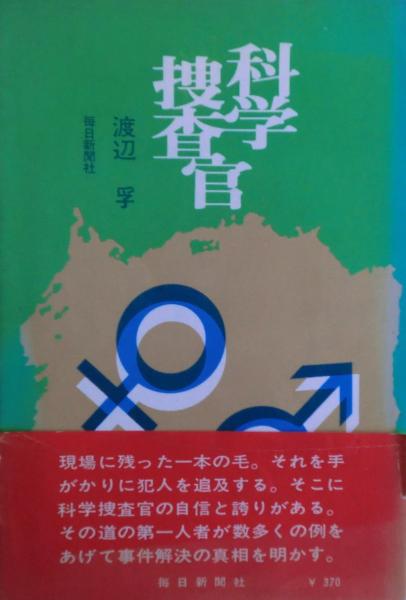 科学
捜査官
渡辺 孚
毎日新聞社
現場に残った一本の毛。それを手
がかりに犯人を追及する。そこに
科学捜査官の自信と誇りがある。
その道の第一人者が数多くの例を
あげて事件解決の真相を明かす。
毎日新聞社 ￥370